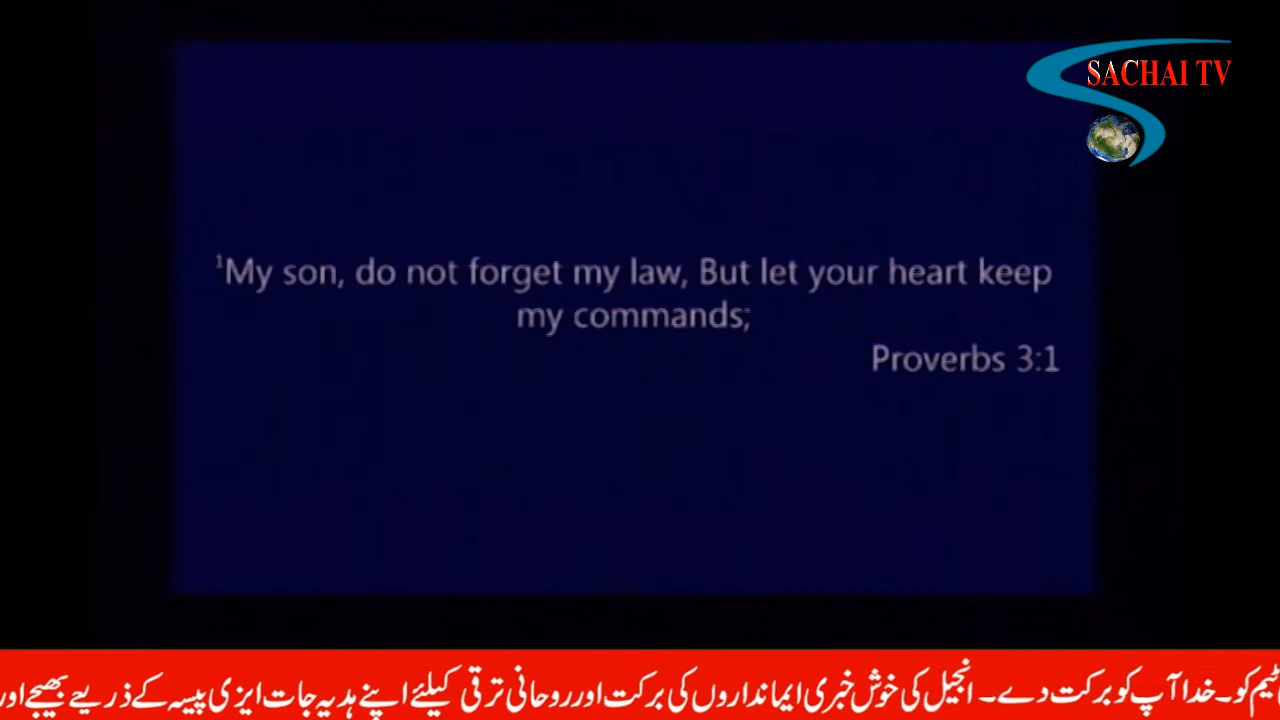 SACHAI TV
¹My son, do not forget my law, But let your heart keep
my commands;
Proverbs 3:1
ٹیم کو۔ خدا آپ کو برکت دے۔ انجیل کی خوش خبری ایمانداروں کی برکت اور روحانی ترقی کیلئے اپنے ہدیہ جات ایزی پیسہ کے ذریعے بھیجے اور